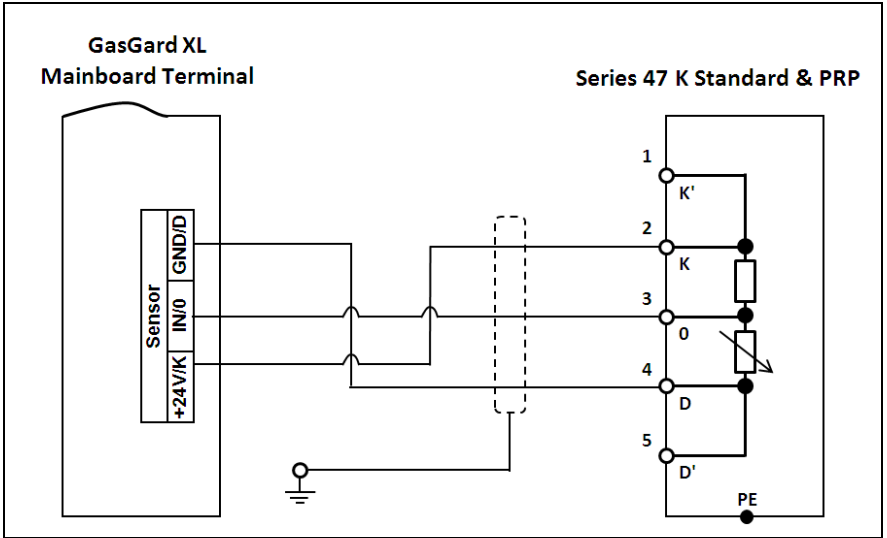 GasGard XL
Mainboard Terminal
Series 47 K Standard & PRP
Sensor
GND/D
IN/0
+24V/K
1
K'
2
K
3
0
4
D
5
D'
PE